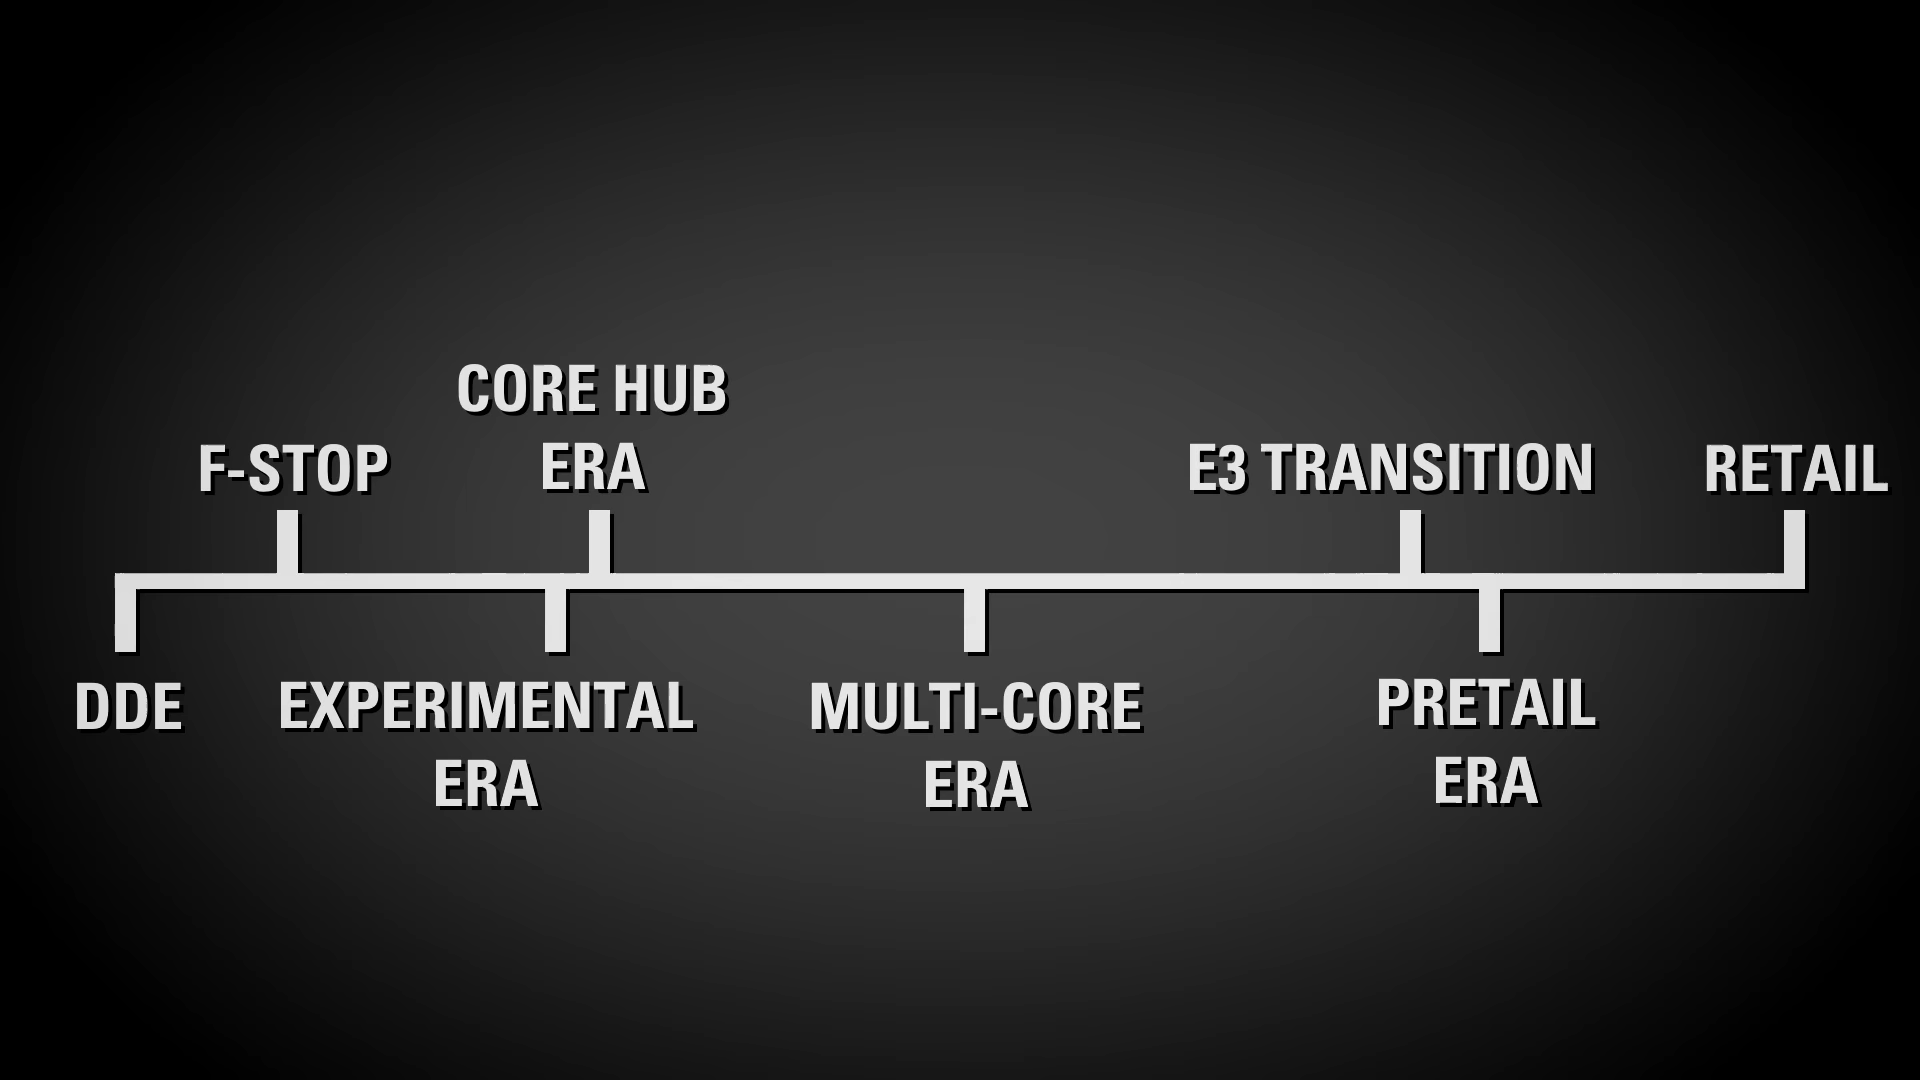 CORE HUB
ERA
F-STOP
E3 TRANSITION
RETAIL
DDE
EXPERIMENTAL
ERA
MULTI-CORE
ERA
PRETAIL
ERA